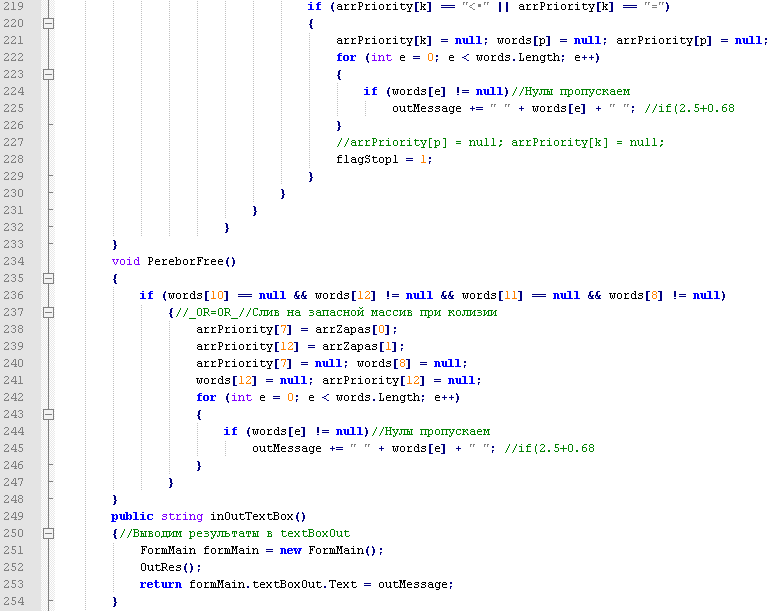 219 if (arrPriority[k] == "<•" || arrPriority[k] == "=")
220 {
221 arrPriority[k] = null; words[p] = null; arrPriority[p] = null;
222 for (int e = 0; e < words.Length; e++)
223 {
224 if (words[e] != null)//Нулы пропускаем
225 outMessage += " " + words[e] + " "; //if(2.5+0.68
226 }
227 //arrPriority[p] = null; arrPriority[k] = null;
228 flagStop1 = 1;
229 }
230 }
231 }
232 }
233 }
234 void PereborFree()
235 {
236 if (words[10] == null && words[12] != null && words[11] == null && words[8] != null)
237 {//_OR=OR_//Слив на запасной массив при колизии
238 arrPriority[7] = arrZapas[0];
239 arrPriority[12] = arrZapas[1];
240 arrPriority[7] = null; words[8] = null;
241 words[12] = null; arrPriority[12] = null;
242 for (int e = 0; e < words.Length; e++)
243 {
244 if (words[e] != null)//Нулы пропускаем
245 outMessage += " " + words[e] + " "; //if(2.5+0.68
246 }
247 }
248 }
249 public string inOutTextBox()
250 {//Выводим результаты в textBoxOut
251 FormMain formMain = new FormMain();
252 OutRes();
253 return formMain.textBoxOut.Text = outMessage;
254 }